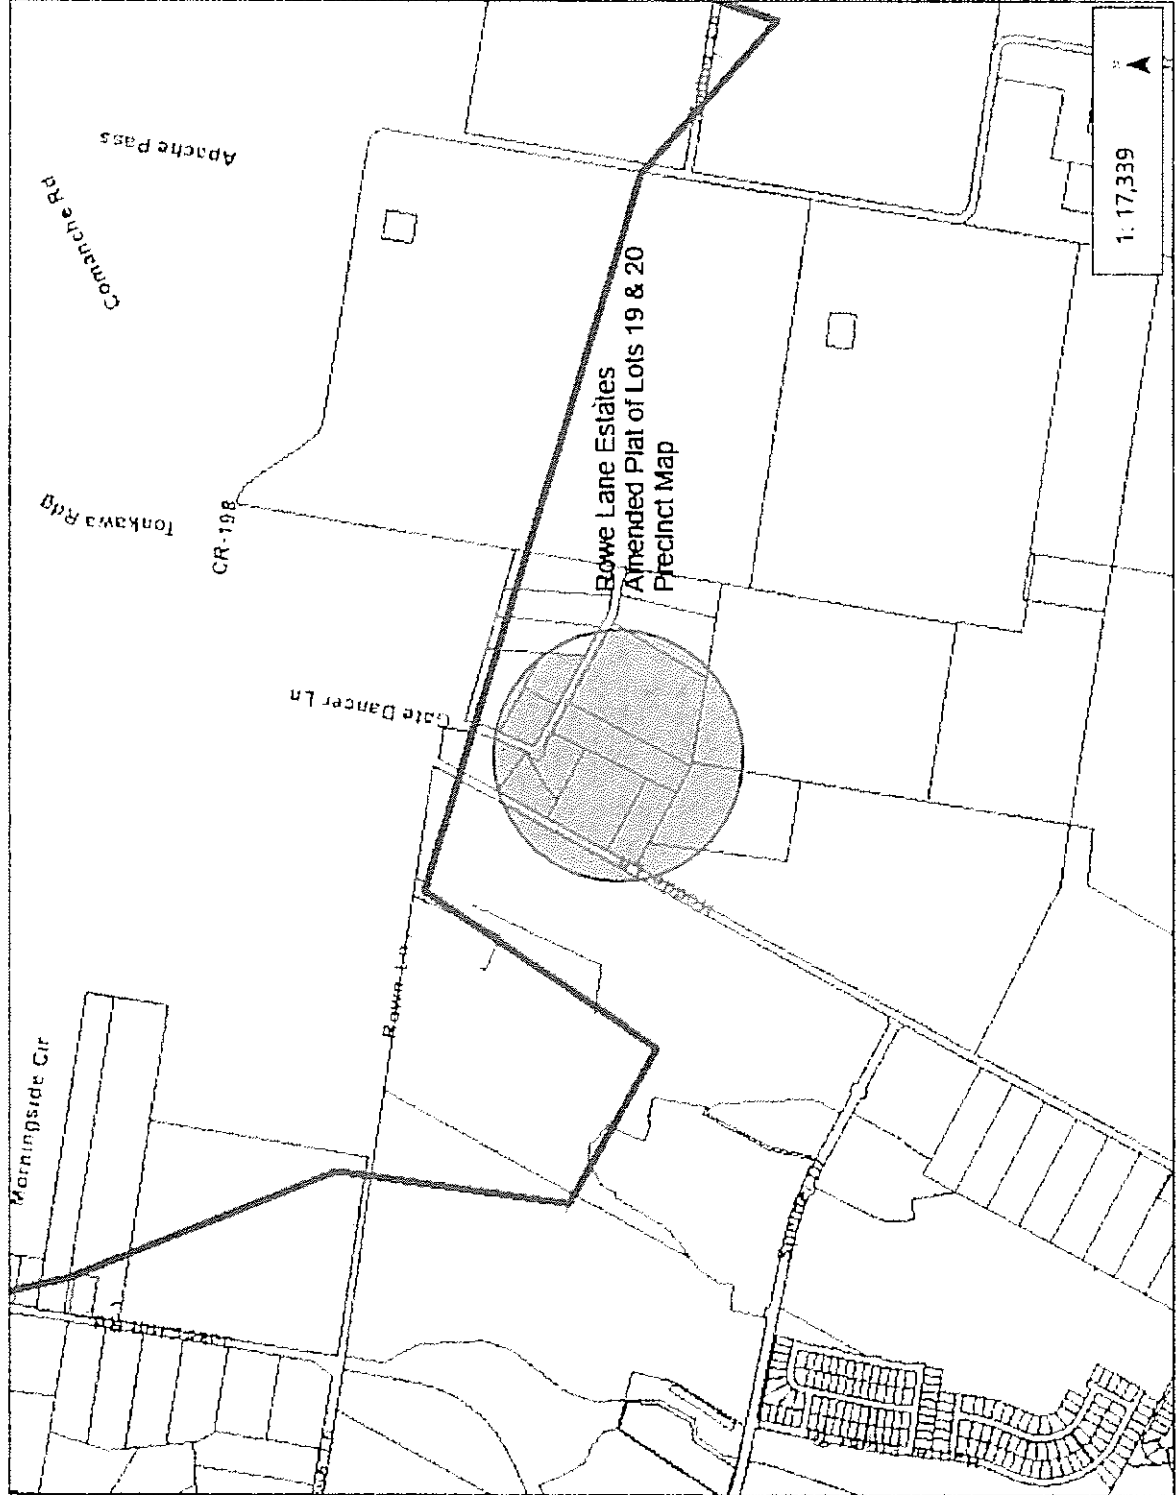 Morningside Cir
Comanche Rd
Apache Pass
Tonkawa Rdg
CR-198
Gate Dancer Ln
Rowe Lane Estates
Amended Plat of Lots 19 & 20
Precinct Map
1: 17,339